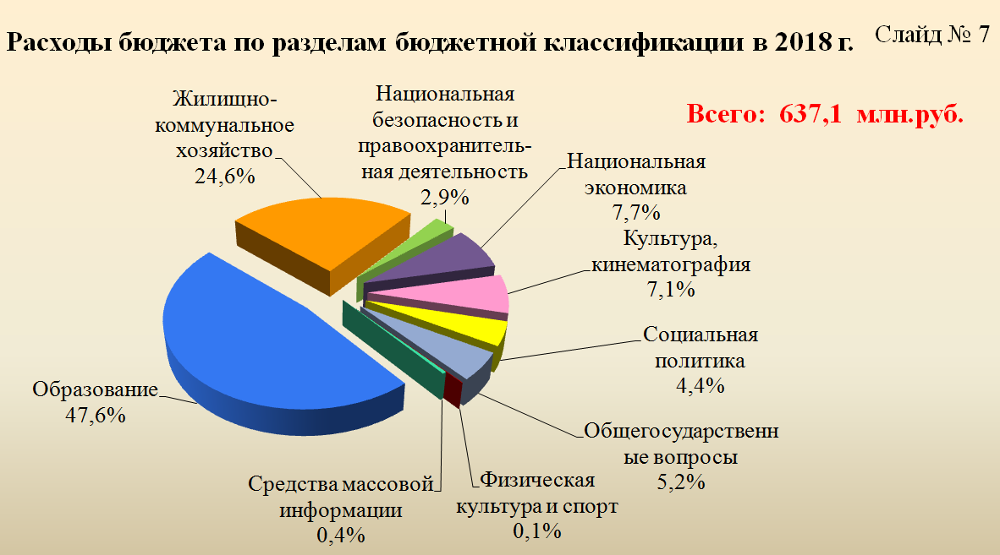 Расходы бюджета по разделам бюджетной классификации в 2018 г.
Слайд № 7
Всего: 637,1 млн.руб.
Жилищно-
коммунальное
хозяйство
24,6%
Национальная
безопасность и
правоохранитель-
ная деятельность
2,9%
Национальная
экономика
7,7%
Культура,
кинематография
7,1%
Социальная
политика
4,4%
Общегосударственн
ые вопросы
5,2%
Физическая
культура и спорт
0,1%
Средства массовой
информации
0,4%
Образование
47,6%